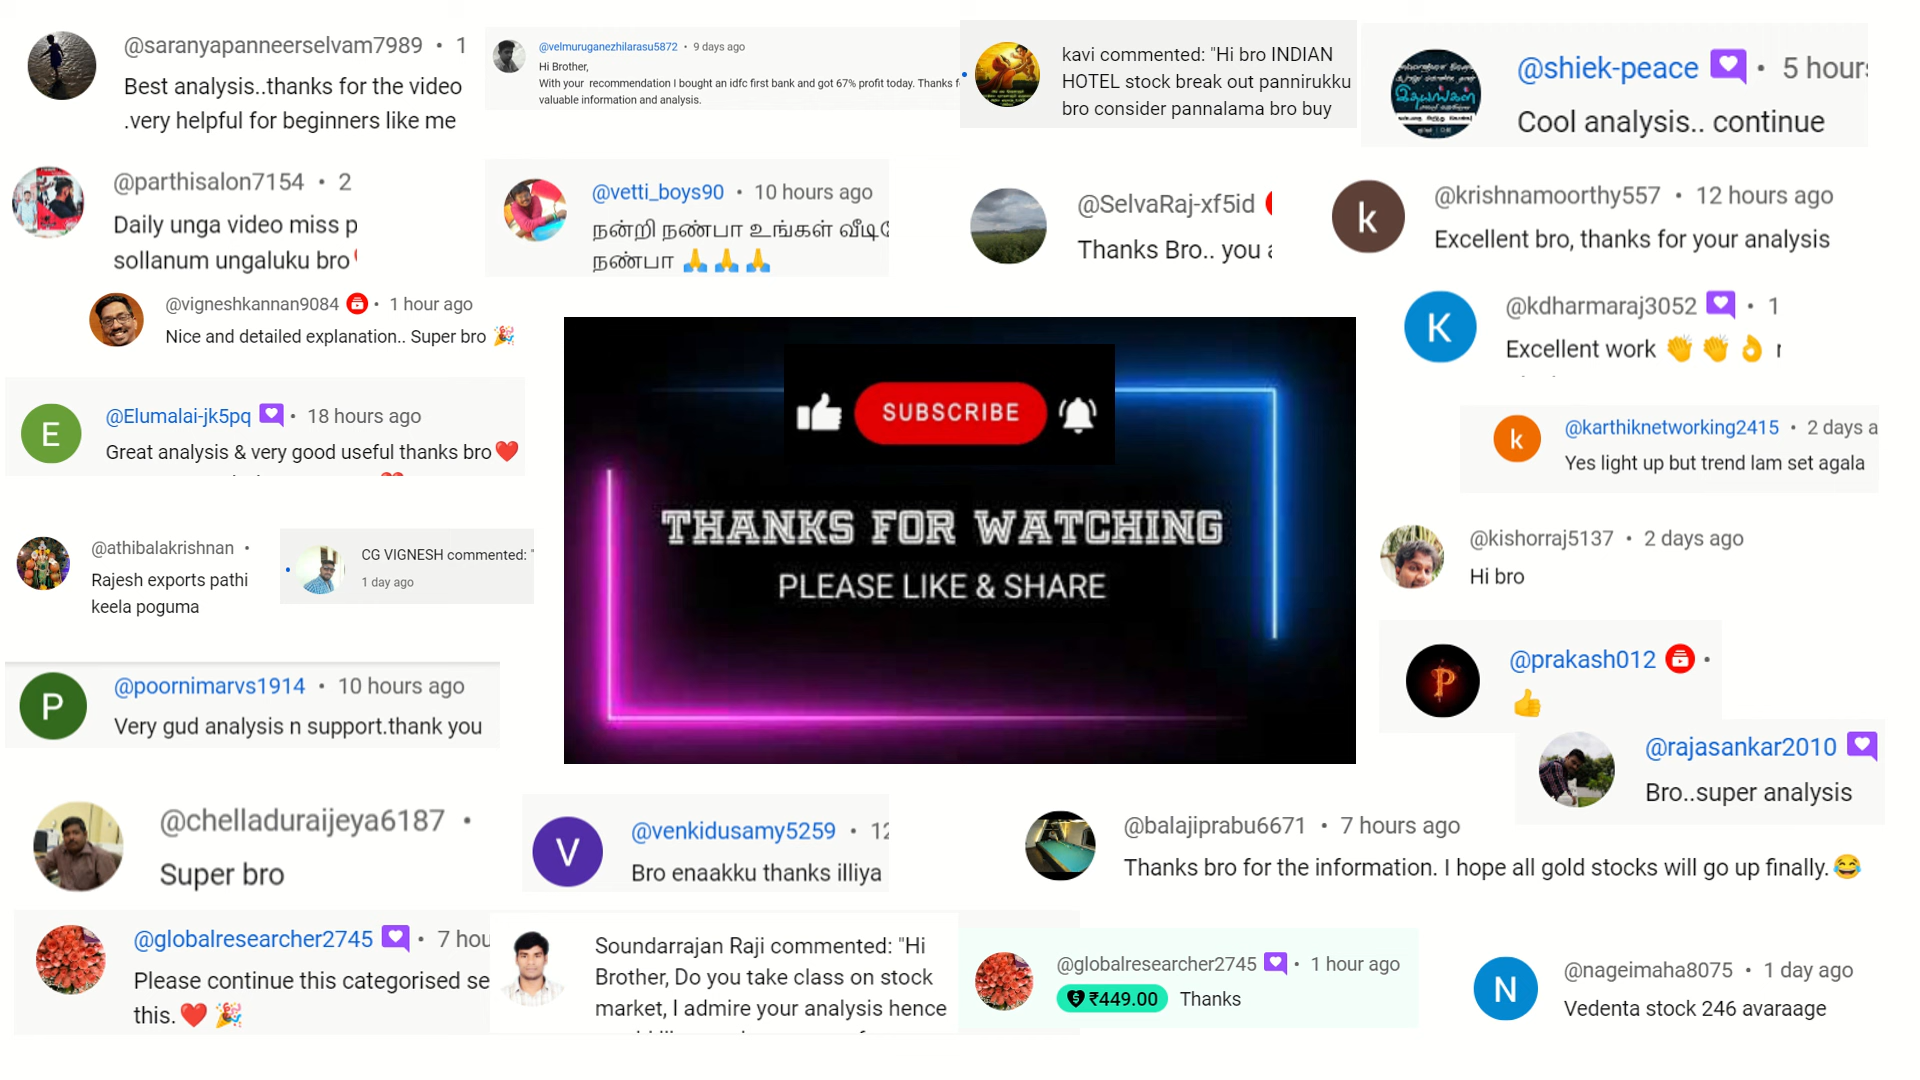 @saranyapanneerselvam7989 • 1
Best analysis..thanks for the video
.very helpful for beginners like me
@velmuruganezhilarasu5872 • 9 days ago
Hi Brother,
With your recommendation I bought an idfc first bank and got 67% profit today. Thanks f
valuable information and analysis.
kavi commented: "Hi bro INDIAN
HOTEL stock break out pannirukku
bro consider pannalama bro buy
@shiek-peace • 5 hours
Cool analysis.. continue
@parthisalon7154 • 2
Daily unga video miss p
sollanum ungaluku bro
@vetti_boys90 • 10 hours ago
நன்றி நண்பா உங்கள்
நண்பா 🙏 🙏 🙏
@SelvaRaj-xf5id
Thanks Bro.. you
k
@krishnamoorthy557 • 12 hours ago
Excellent bro, thanks for your analysis
@vigneshkannan9084 • 1 hour ago
Nice and detailed explanation.. Super bro 🎉
K
@kdharmaraj3052 • 1
Excellent work 👏 👏 👌
SUBSCRIBE
THANKS FOR WATCHING
PLEASE LIKE & SHARE
E
@Elumalai-jk5pq • 18 hours ago
Great analysis & very good useful thanks bro ❤️
k
@karthiknetworking2415 • 2 days a
Yes light up but trend lam set agala
@athibalakrishnan •
Rajesh exports pathi
keela poguma
CG VIGNESH commented: "
1 day ago
@kishorraj5137 • 2 days ago
Hi bro
P
@poornimarvs1914 • 10 hours ago
Very gud analysis n support.thank you
P
@prakash012 •
👍
@rajasankar2010
Bro..super analysis
@chelladuraijeya6187 •
Super bro
V
@venkidusamy5259 • 12
Bro enaakku thanks illiya
@balajiprabu6671 • 7 hours ago
Thanks bro for the information. I hope all gold stocks will go up finally. 😂
@globalresearcher2745 • 7 hou
Please continue this categorised se
this. ❤️ 🎉
Soundarrajan Raji commented: "Hi
Brother, Do you take class on stock
market, I admire your analysis hence
@globalresearcher2745 • 1 hour ago
₹449.00 Thanks
N
@nageimaha8075 • 1 day ago
Vedenta stock 246 avaraage